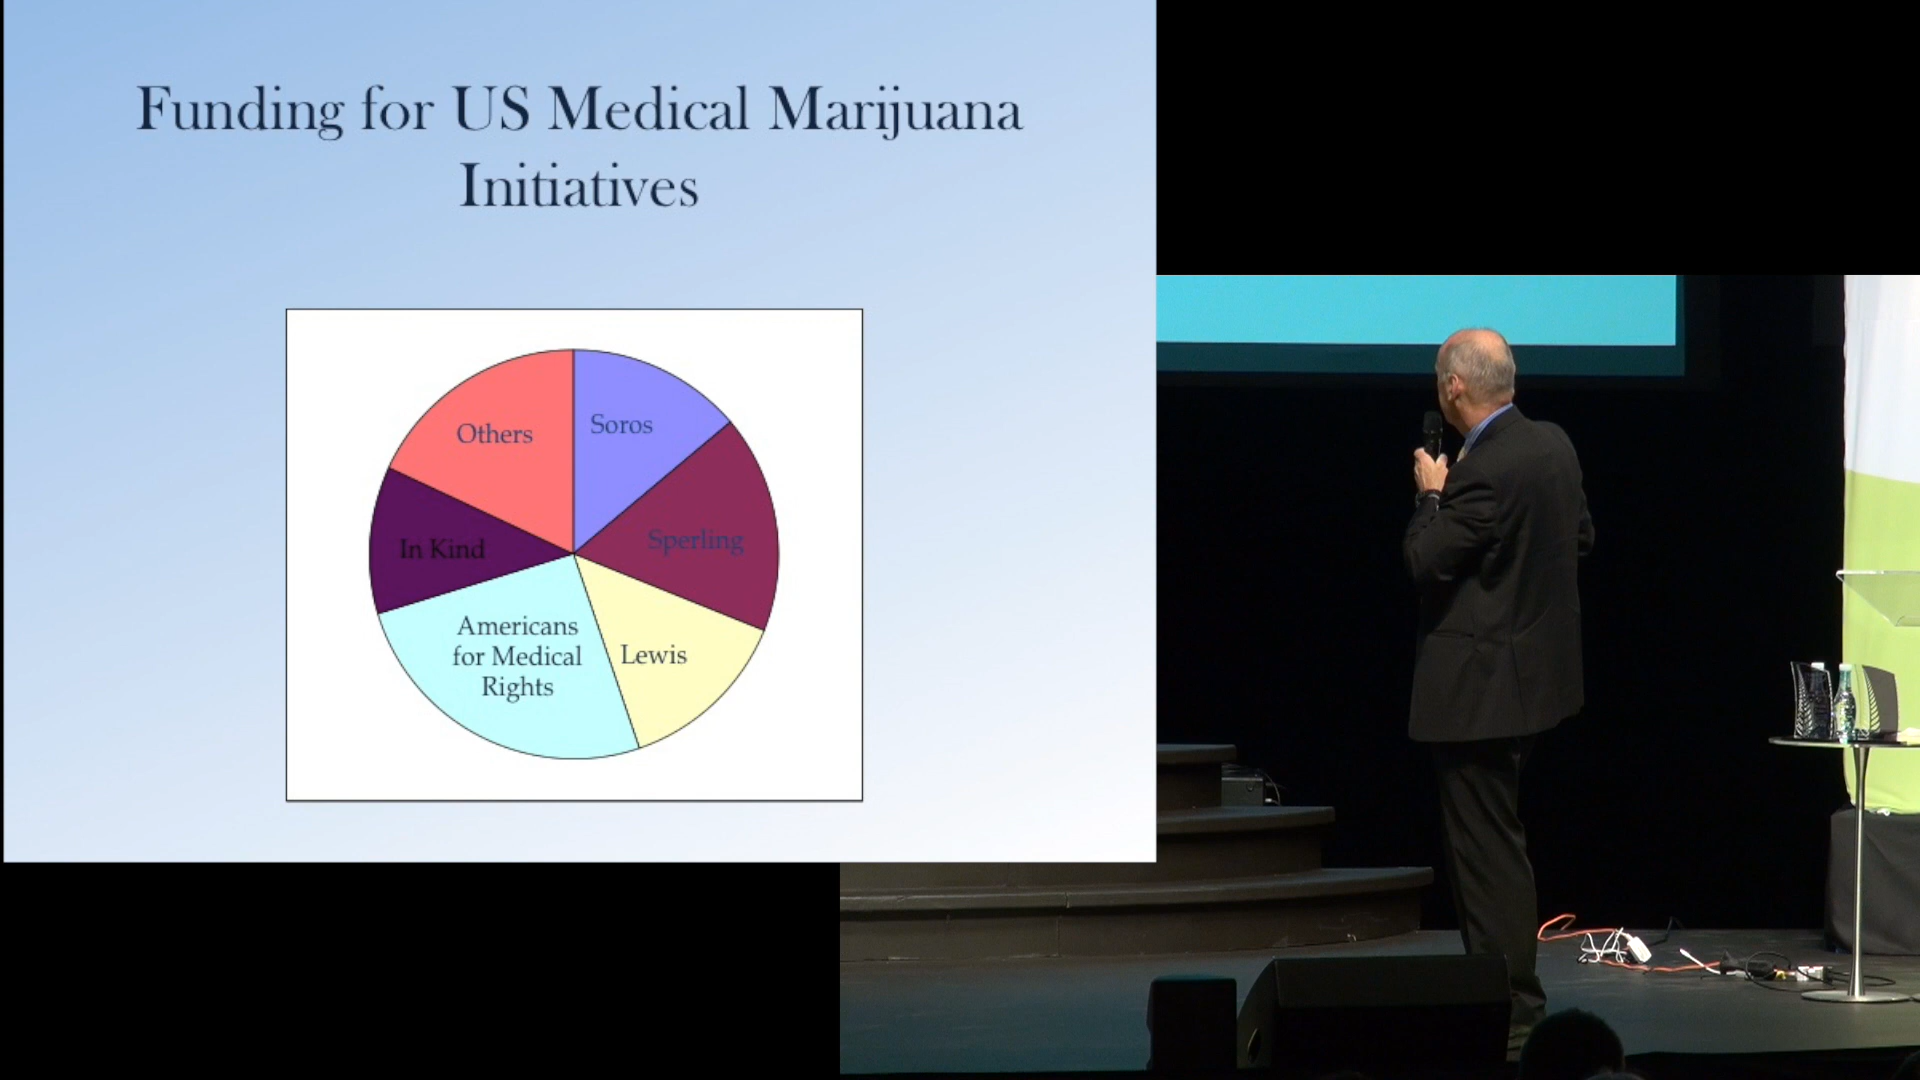 Funding for US Medical Marijuana
Initiatives
Others
Soros
In Kind
Sperling
Americans
for Medical
Rights
Lewis